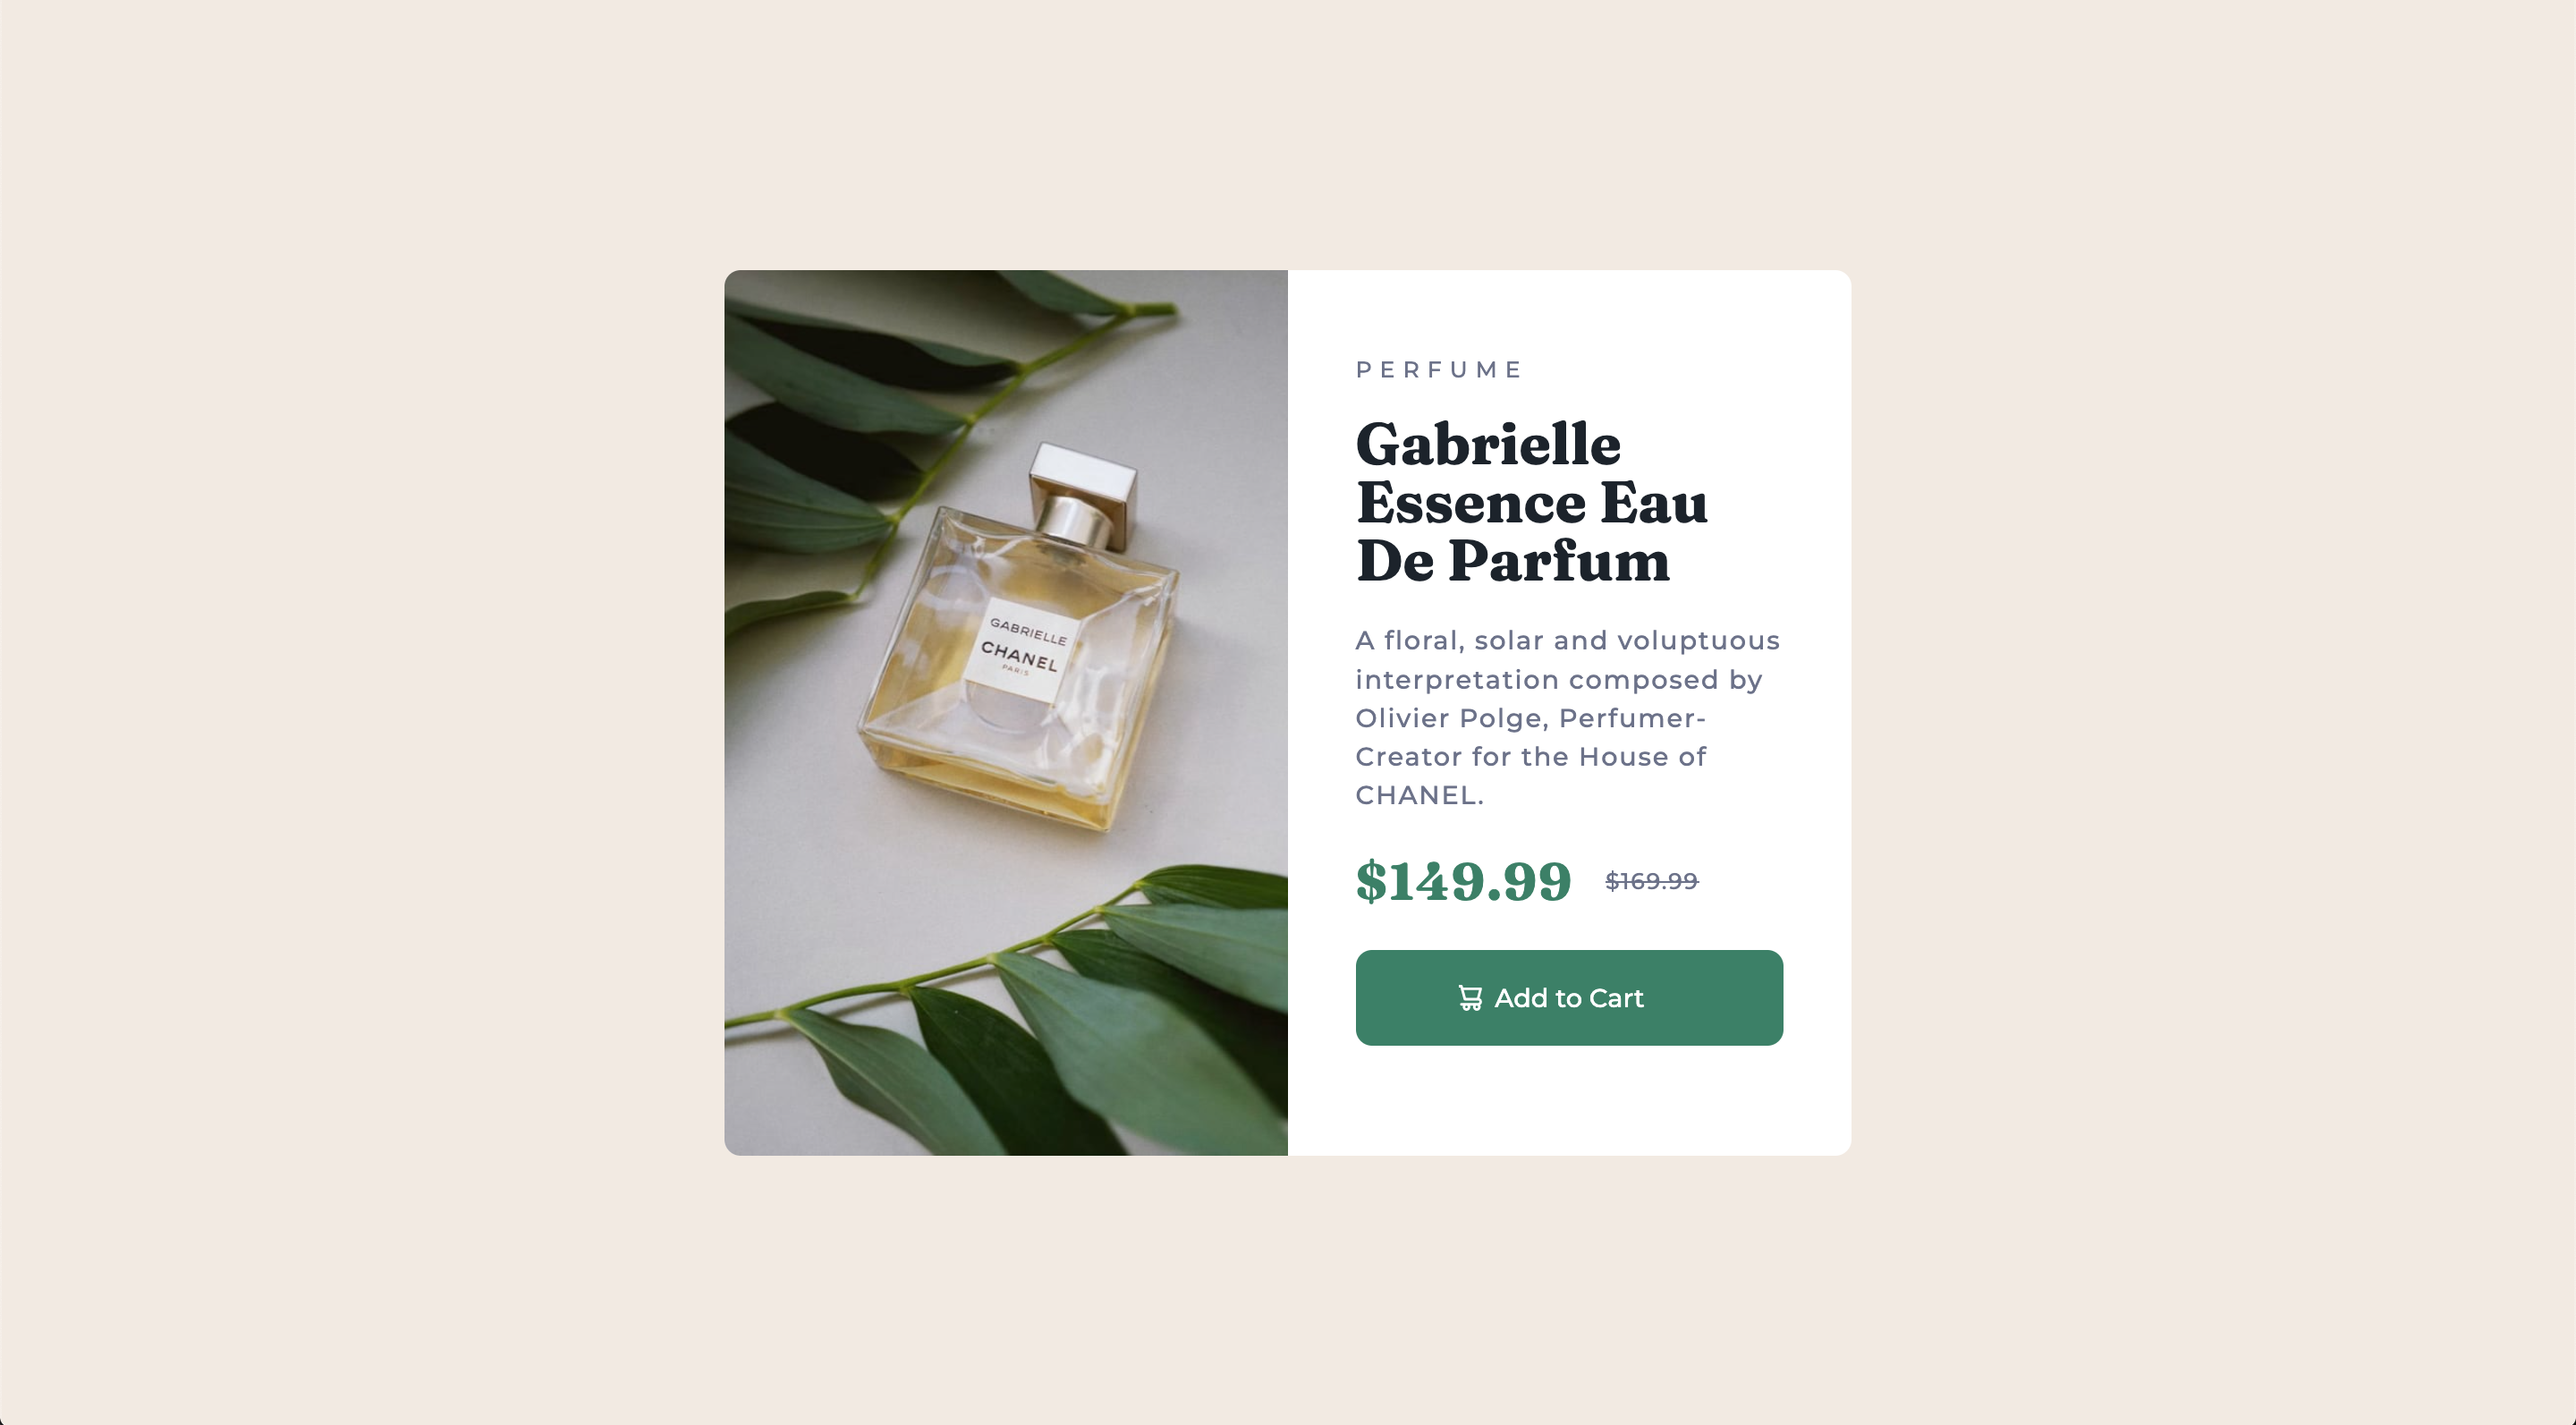 GABRIELLE
CHANEL
PARIS
PERFUME
Gabrielle
Essence Eau
De Parfum
A floral, solar and voluptuous
interpretation composed by
Olivier Polge, Perfumer-
Creator for the House of
CHANEL.
$149.99 $169.99
Add to Cart